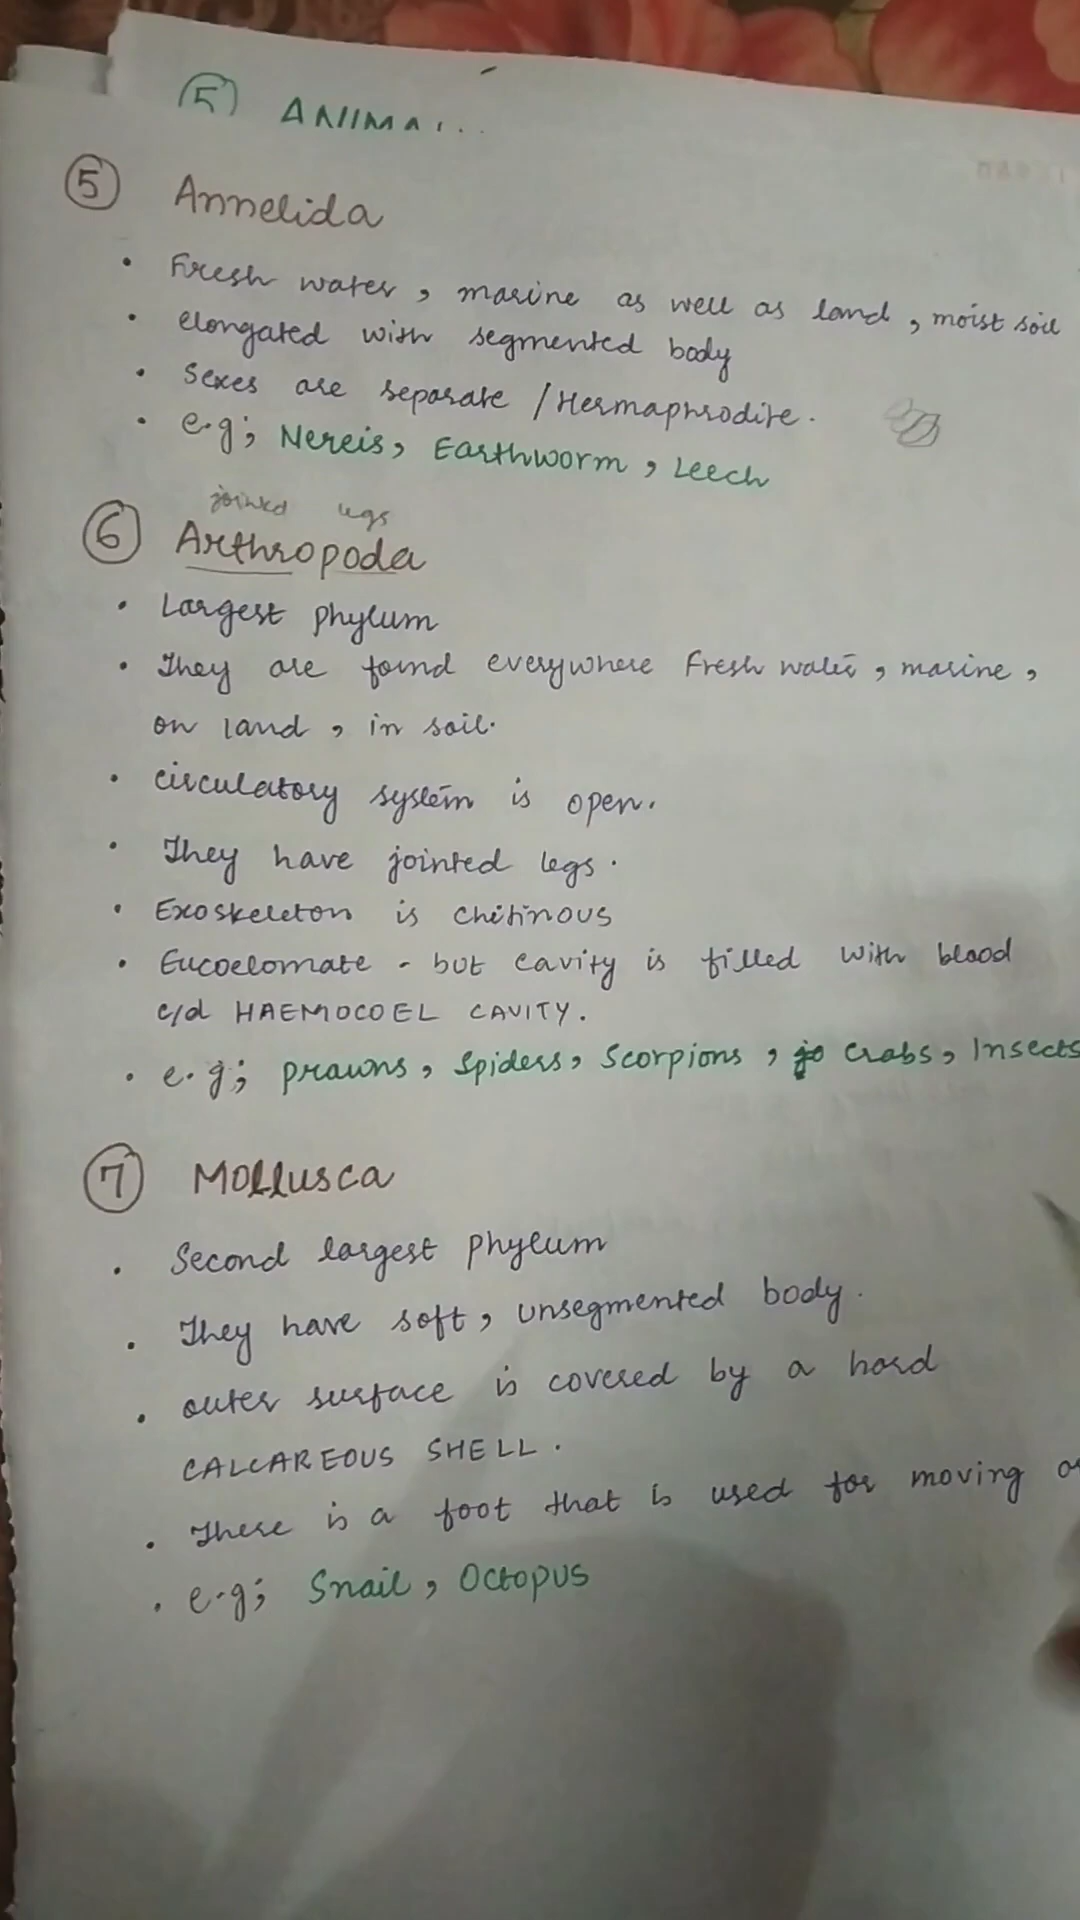 5 ANIMA
5 Annelida
• Fresh water, marine as well as land, moist soil
• elongated with segmented body
• Sexes are separate / Hermaphrodite.
• e.g; Nereis, Earthworm, Leech
jointed legs
6 Arthropoda
• Largest phylum
• They are found everywhere Fresh water, marine,
on land, in soil.
• circulatory system is open.
• They have jointed legs.
• Exoskeleton is chitinous
• Eucoelomate - but cavity is filled with blood
c/d HAEMOCOEL CAVITY.
• e.g; prawns, Spiders, Scorpions, crabs, Insects
7 Mollusca
• Second largest phylum
• They have soft, unsegmented body.
• outer surface is covered by a hard
CALCAREOUS SHELL.
• There is a foot that is used for moving
• e.g; Snail, Octopus